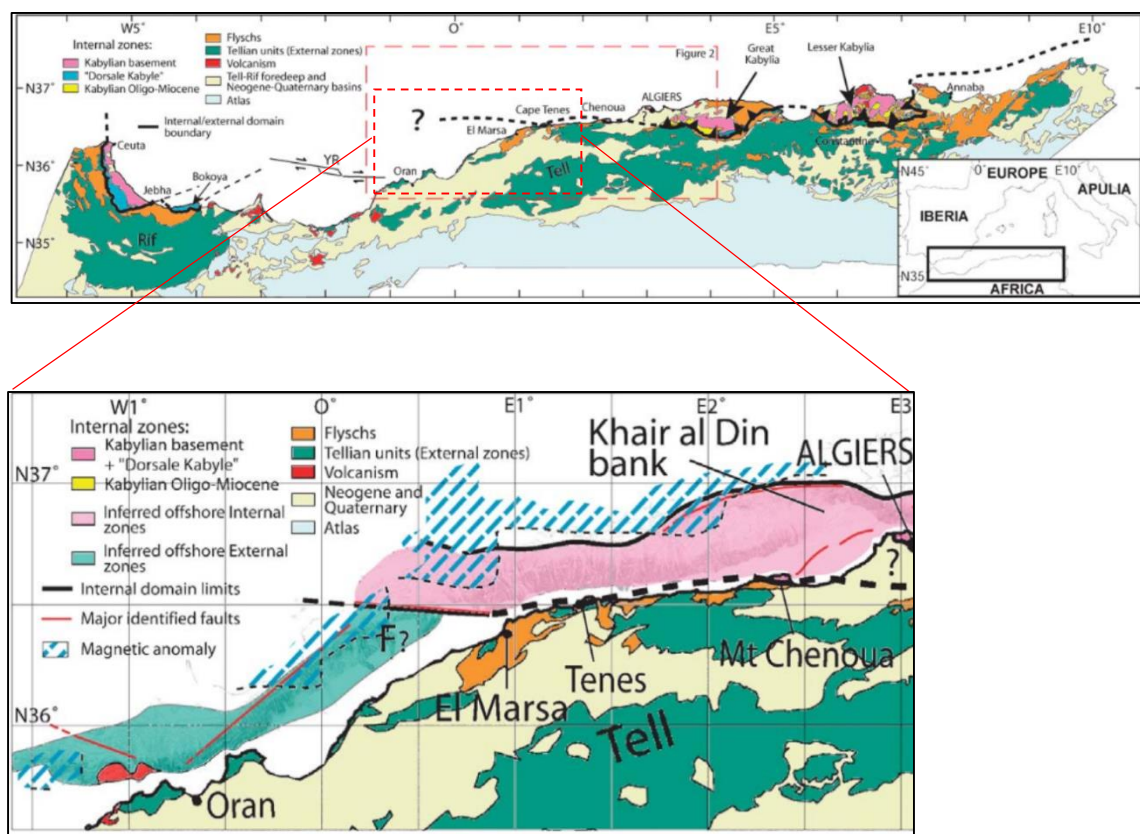 W5°
0°
E5°
E10°
Internal zones:
Kabylian basement
"Dorsale Kabyle"
Kabylian Oligo-Miocene
Internal/external domain
boundary
Flyschs
Tellian units (External zones)
Volcanism
Tell-Rif foredeep and
Neogene-Quaternary basins
Atlas
Figure 2
Great
Kabylia
Lesser Kabylia
N37°
N37°
N36°
N36°
N35°
N35°
?
Cape Tenes
Chenoua
ALGIERS
El Marsa
Annaba
Constantine
Ceuta
Jebha
Bokoya
YR
Oran
Tell
Rif
N45°
0°
EUROPE
E10°
APULIA
IBERIA
N35°
AFRICA
W1°
0°
E1°
E2°
E3
Internal zones:
Kabylian basement
+ "Dorsale Kabyle"
Kabylian Oligo-Miocene
Inferred offshore Internal
zones
Inferred offshore External
zones
Internal domain limits
Major identified faults
Magnetic anomaly
Flyschs
Tellian units (External zones)
Volcanism
Neogene and
Quaternary
Atlas
Khair al Din
bank
ALGIERS
N37°
?
F?
Mt Chenoua
Tenes
El Marsa
N36°
Tell
Oran